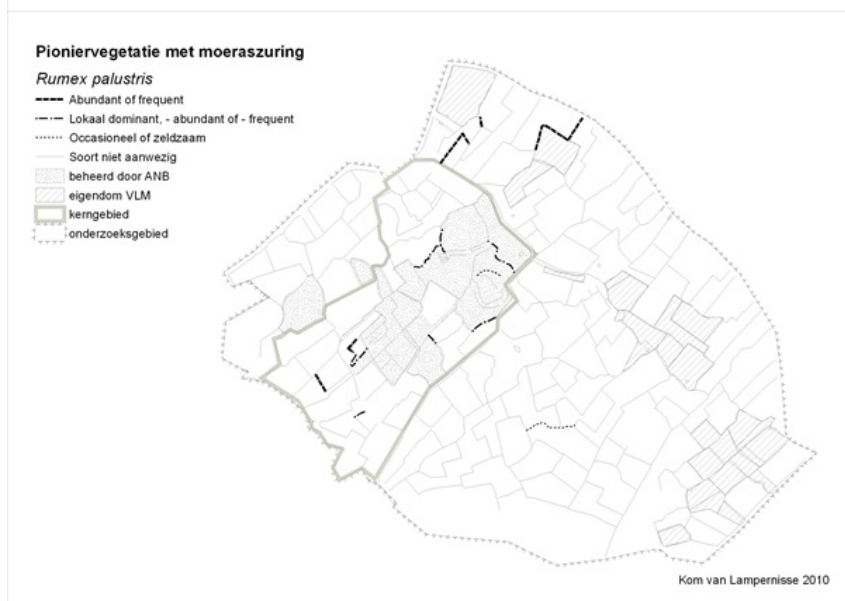 Pioniervegetatie met moeraszuring
Rumex palustris
Abundant of frequent
Lokaal dominant, - abundant of - frequent
Occasioneel of zeldzaam
Soort niet aanwezig
beheerd door ANB
eigendom VLM
kerngebied
onderzoeksgebied
Kom van Lampernisse 2010